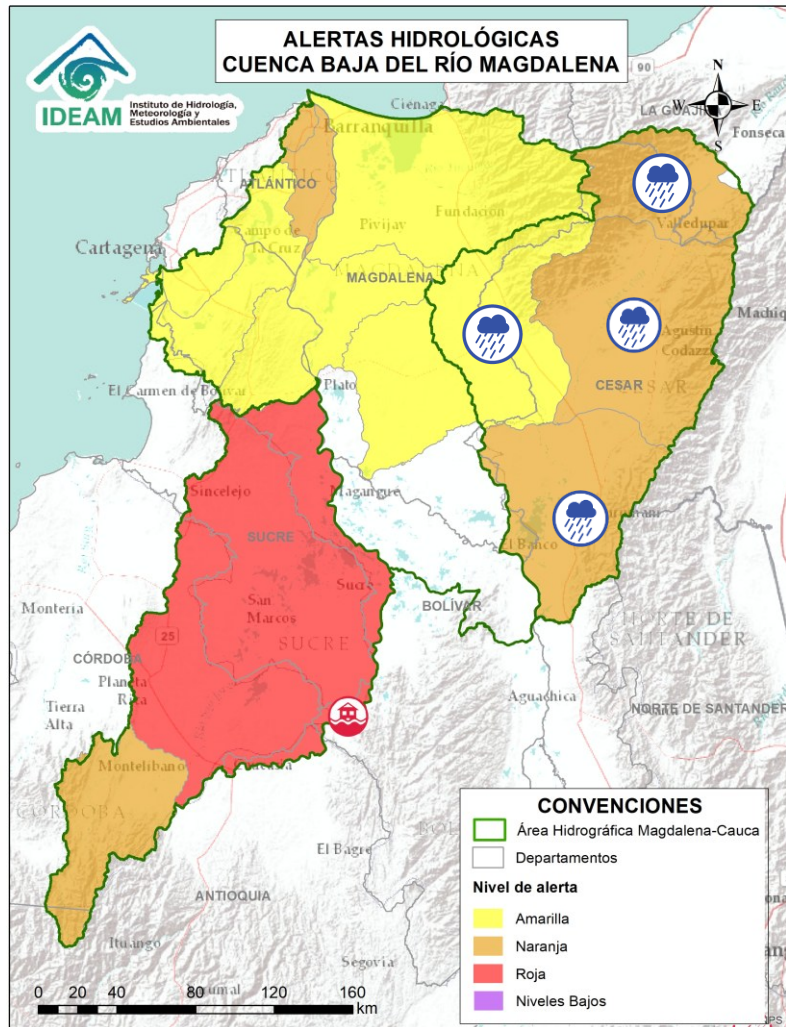 ALERTAS HIDROLÓGICAS
CUENCA BAJA DEL RÍO MAGDALENA
IDEAM
Instituto de Hidrología,
Meteorología y
Estudios Ambientales
N
W
E
S
90
Ciénaga
LA GUAJI
Fonseca
Barranquilla
ATLÁNTICO
Valledupar
Pivijay
Fundación
Campo de
la Cruz
Cartagena
MAGDALENA
Machiq
Agustín
Codazzi
CESAR
El Carmen de Bolívar
Plato
Sincelejo
Magangue
SUCRE
El Banco
Sucre
San
Marcos
BOLÍVAR
SUCRE
Montería
NORTE DE
SANTANDER
25
CÓRDOBA
Planeta
Rica
Tierra
Alta
Aguachica
NORTE DE SANTANDER
Montelibano
Caucasia
CÓRDOBA
El Bagre
ANTIOQUIA
Ituango
Segovia
CONVENCIONES
Área Hidrográfica Magdalena-Cauca
Departamentos
Nivel de alerta
Amarilla
Naranja
Roja
Niveles Bajos
0 20 40 80 120 160
km